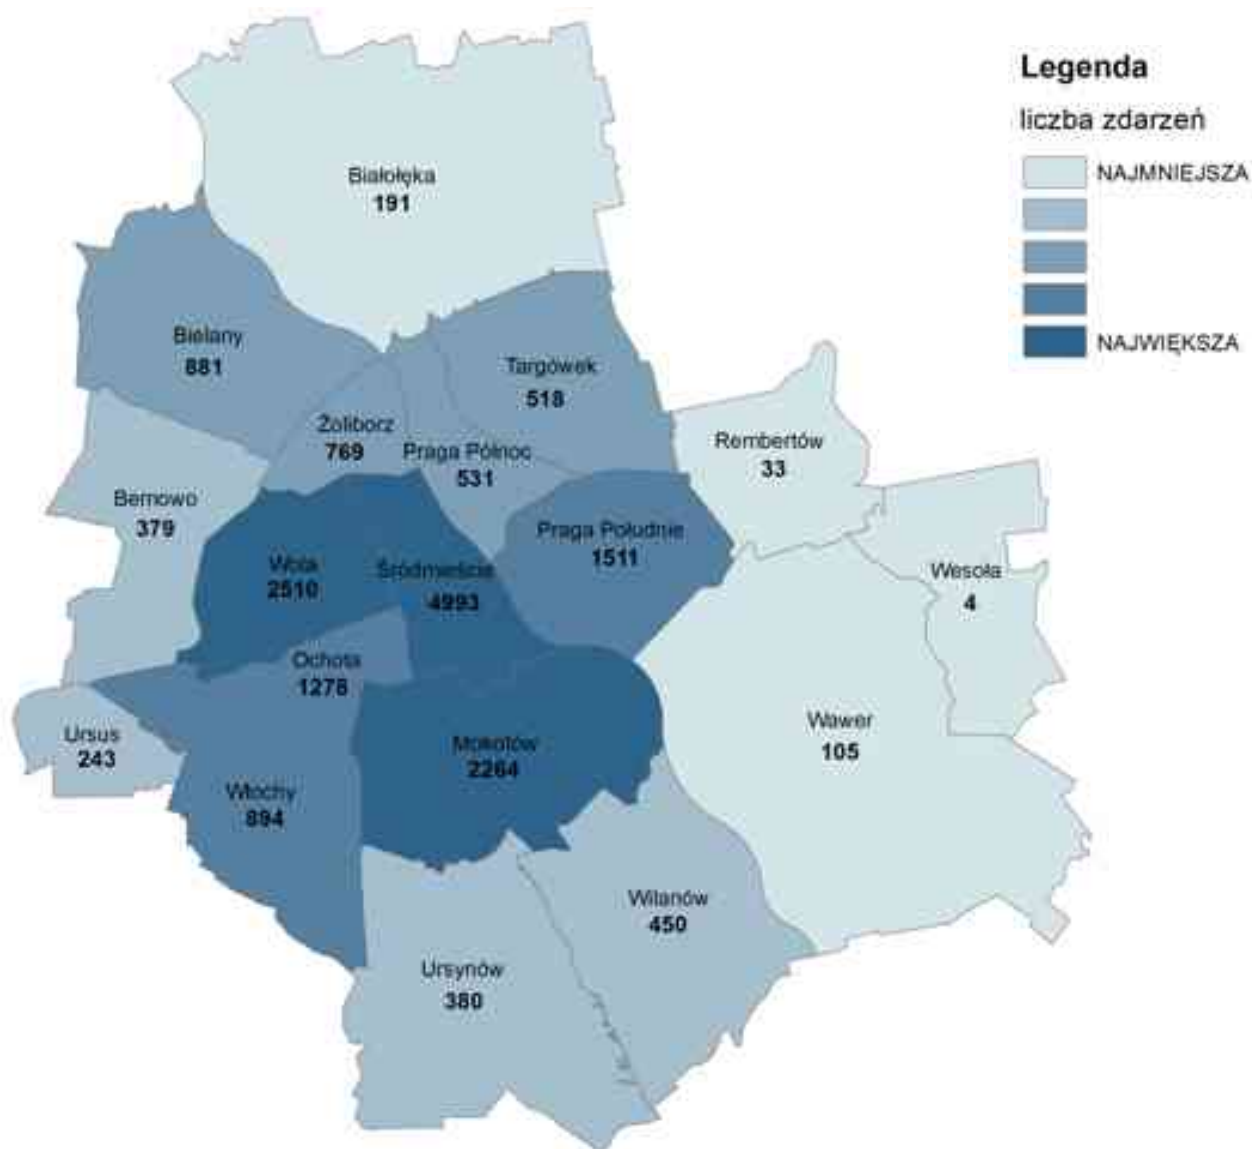 Legenda
liczba zdarzeń
NAJMNIEJSZA
NAJWIĘKSZA
Białołęka
191
Bielany
881
Targówek
518
Żoliborz
769
Praga Północ
531
Rembertów
33
Bemowo
379
Praga Południe
1511
Wola
2510
Śródmieście
4993
Wesoła
4
Ochota
1278
Ursus
243
Mokotów
2264
Wawer
105
Włochy
894
Wilanów
450
Ursynów
380